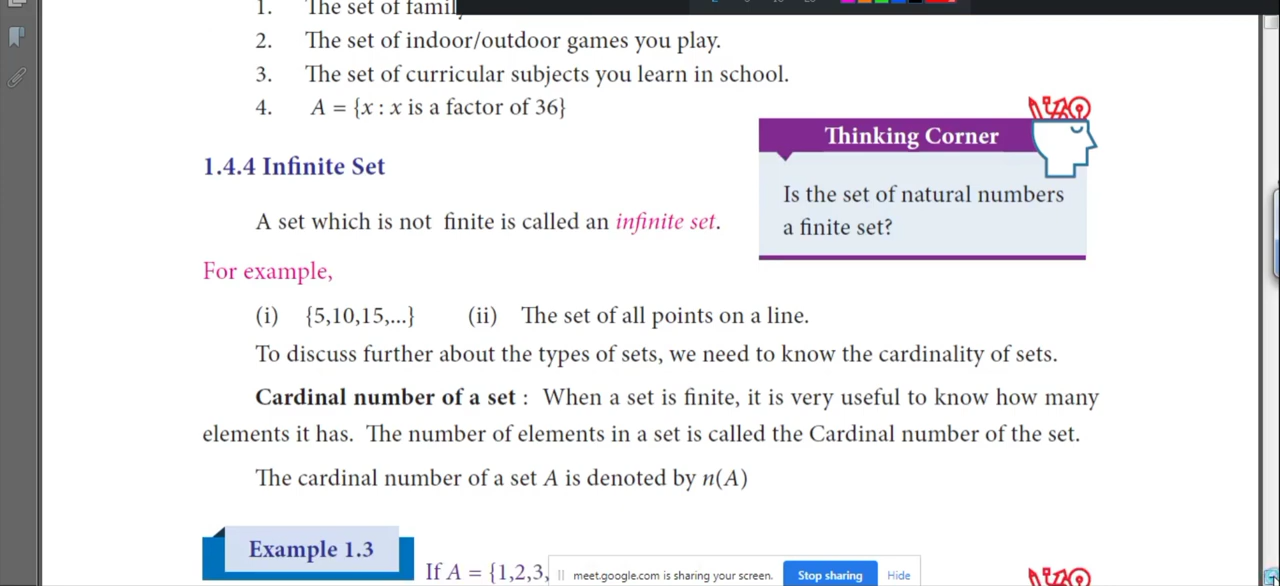 1. The set of famil
2. The set of indoor/outdoor games you play.
3. The set of curricular subjects you learn in school.
4. A = {x : x is a factor of 36}
Thinking Corner
Is the set of natural numbers
a finite set?
1.4.4 Infinite Set
A set which is not finite is called an infinite set.
For example,
(i) {5,10,15,...} (ii) The set of all points on a line.
To discuss further about the types of sets, we need to know the cardinality of sets.
Cardinal number of a set : When a set is finite, it is very useful to know how many
elements it has. The number of elements in a set is called the Cardinal number of the set.
The cardinal number of a set A is denoted by n(A)
Example 1.3
If A = {1,2,3,
meet.google.com is sharing your screen. Stop sharing Hide